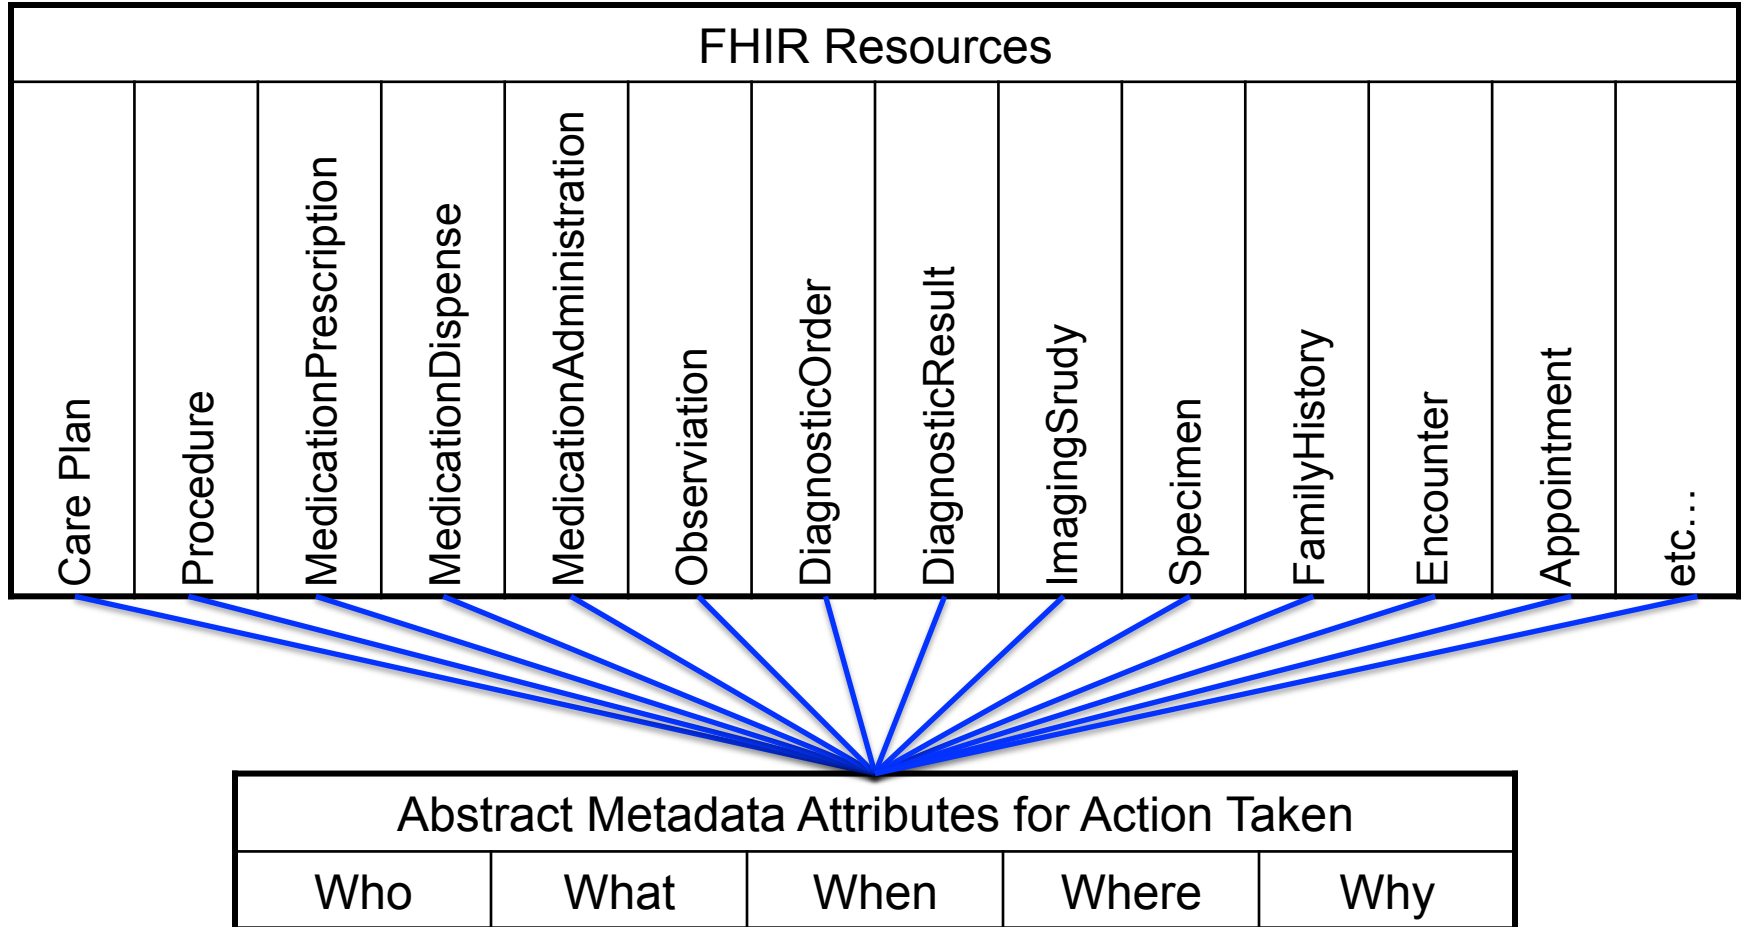 FHIR Resources
Care Plan
Procedure
MedicationPrescription
MedicationDispense
MedicationAdministration
Observiation
DiagnosticOrder
DiagnosticResult
ImagingSrudy
Specimen
FamilyHistory
Encounter
Appointment
etc...
Abstract Metadata Attributes for Action Taken
Who What When Where Why